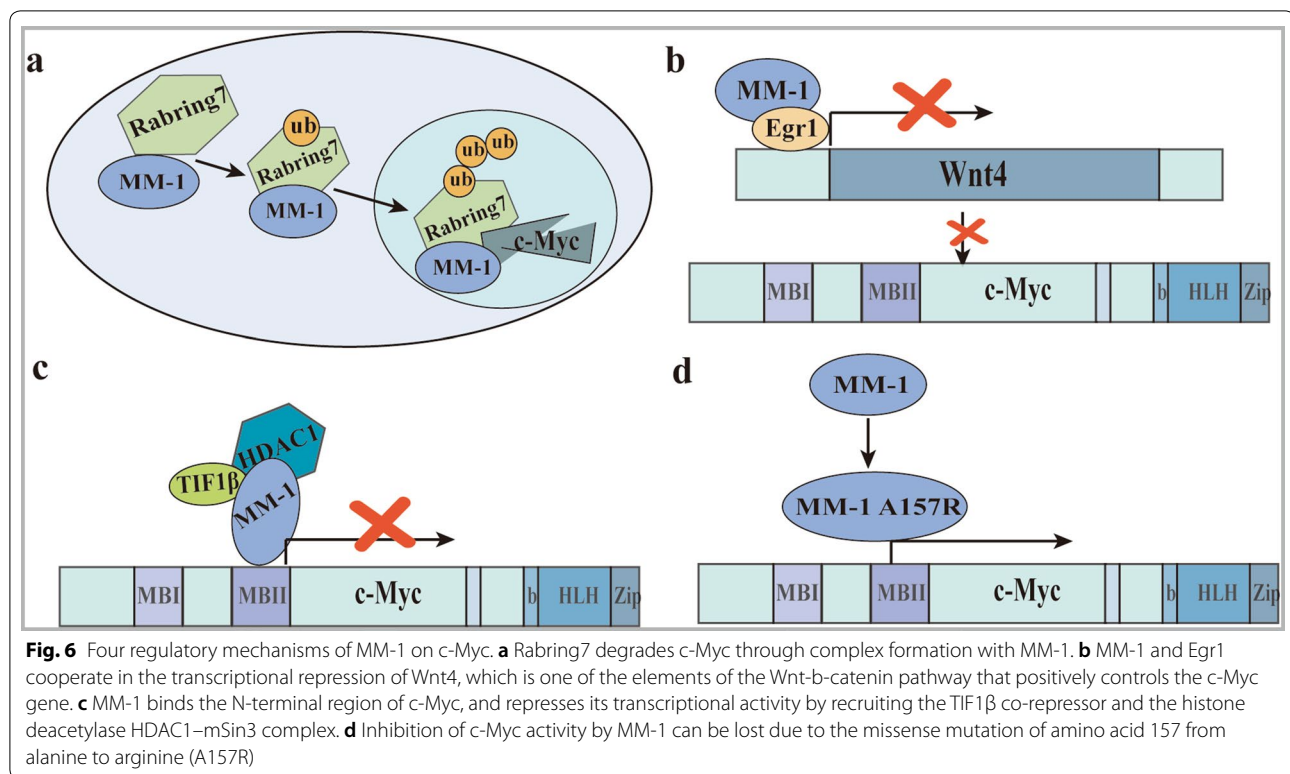 a
Rabring7
MM-1
ub
Rabring7
MM-1
ub
ub
ub
Rabring7
c-Myc
MM-1
b
MM-1
Egr1
Wnt4
MBI
MBII
c-Myc
b
HLH
Zip
c
HDAC1
TIF1β
MM-1
MBI
MBII
c-Myc
b
HLH
Zip
d
MM-1
MM-1 A157R
MBI
MBII
c-Myc
b
HLH
Zip
Fig. 6 Four regulatory mechanisms of MM-1 on c-Myc. a Rabring7 degrades c-Myc through complex formation with MM-1. b MM-1 and Egr1
cooperate in the transcriptional repression of Wnt4, which is one of the elements of the Wnt-b-catenin pathway that positively controls the c-Myc
gene. c MM-1 binds the N-terminal region of c-Myc, and represses its transcriptional activity by recruiting the TIF1β co-repressor and the histone
deacetylase HDAC1–mSin3 complex. d Inhibition of c-Myc activity by MM-1 can be lost due to the missense mutation of amino acid 157 from
alanine to arginine (A157R)